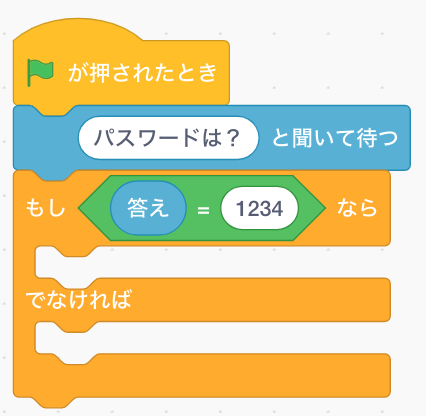 が押されたとき
パスワードは？ と聞いて待つ
もし 答え = 1234 なら
でなければ